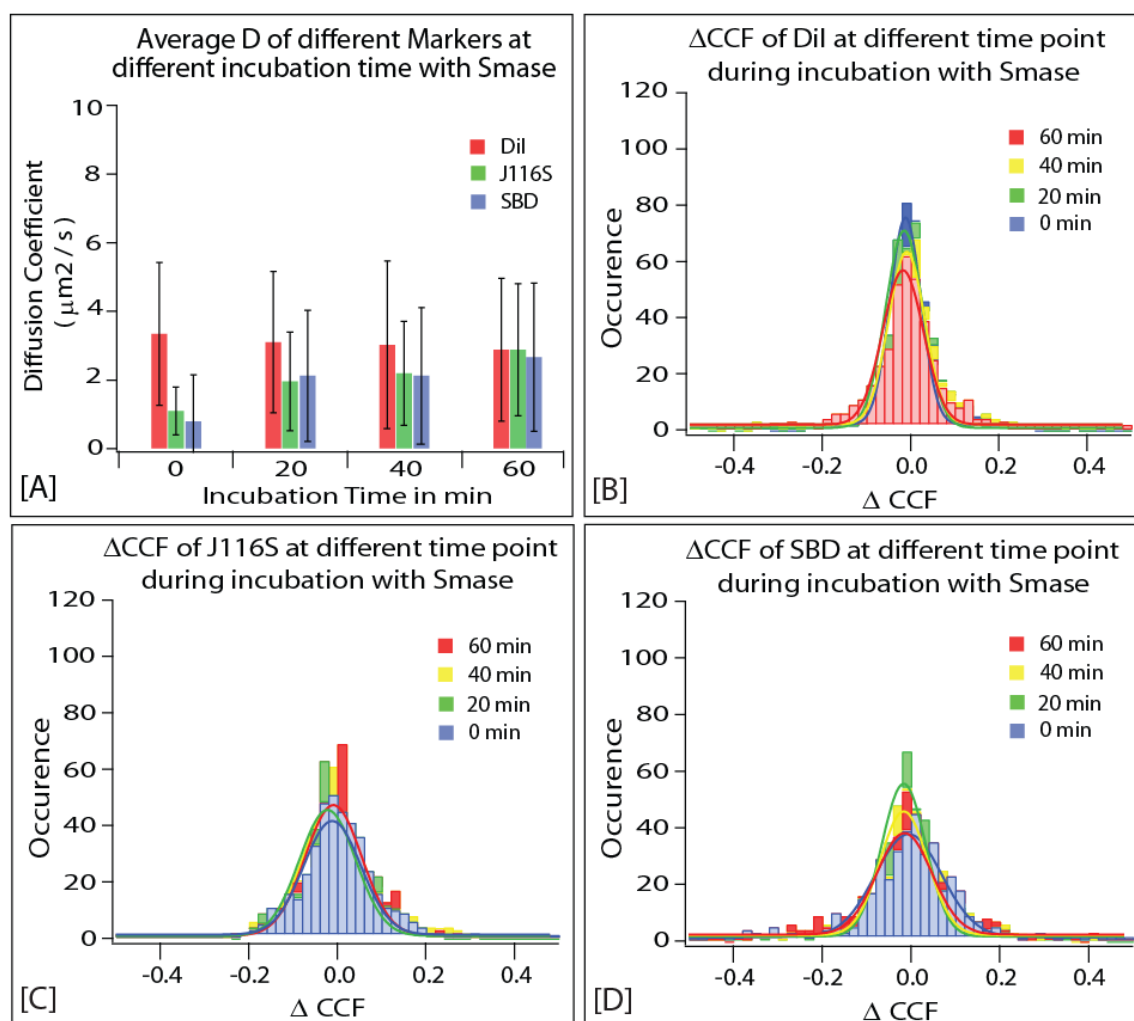 Average D of different Markers at
different incubation time with Smase
10
8
6
4
2
0
Diffusion Coefficient
( μm2 / s )
DiI
J116S
SBD
0 20 40 60
Incubation Time in min
[A]
ΔCCF of DiI at different time point
during incubation with Smase
120
100
80
60
40
20
0
Occurence
60 min
40 min
20 min
0 min
-0.4 -0.2 0.0 0.2 0.4
Δ CCF
[B]
ΔCCF of J116S at different time point
during incubation with Smase
120
100
80
60
40
20
0
Occurence
60 min
40 min
20 min
0 min
-0.4 -0.2 0.0 0.2 0.4
Δ CCF
[C]
ΔCCF of SBD at different time point
during incubation with Smase
120
100
80
60
40
20
0
Occurence
60 min
40 min
20 min
0 min
-0.4 -0.2 0.0 0.2 0.4
Δ CCF
[D]